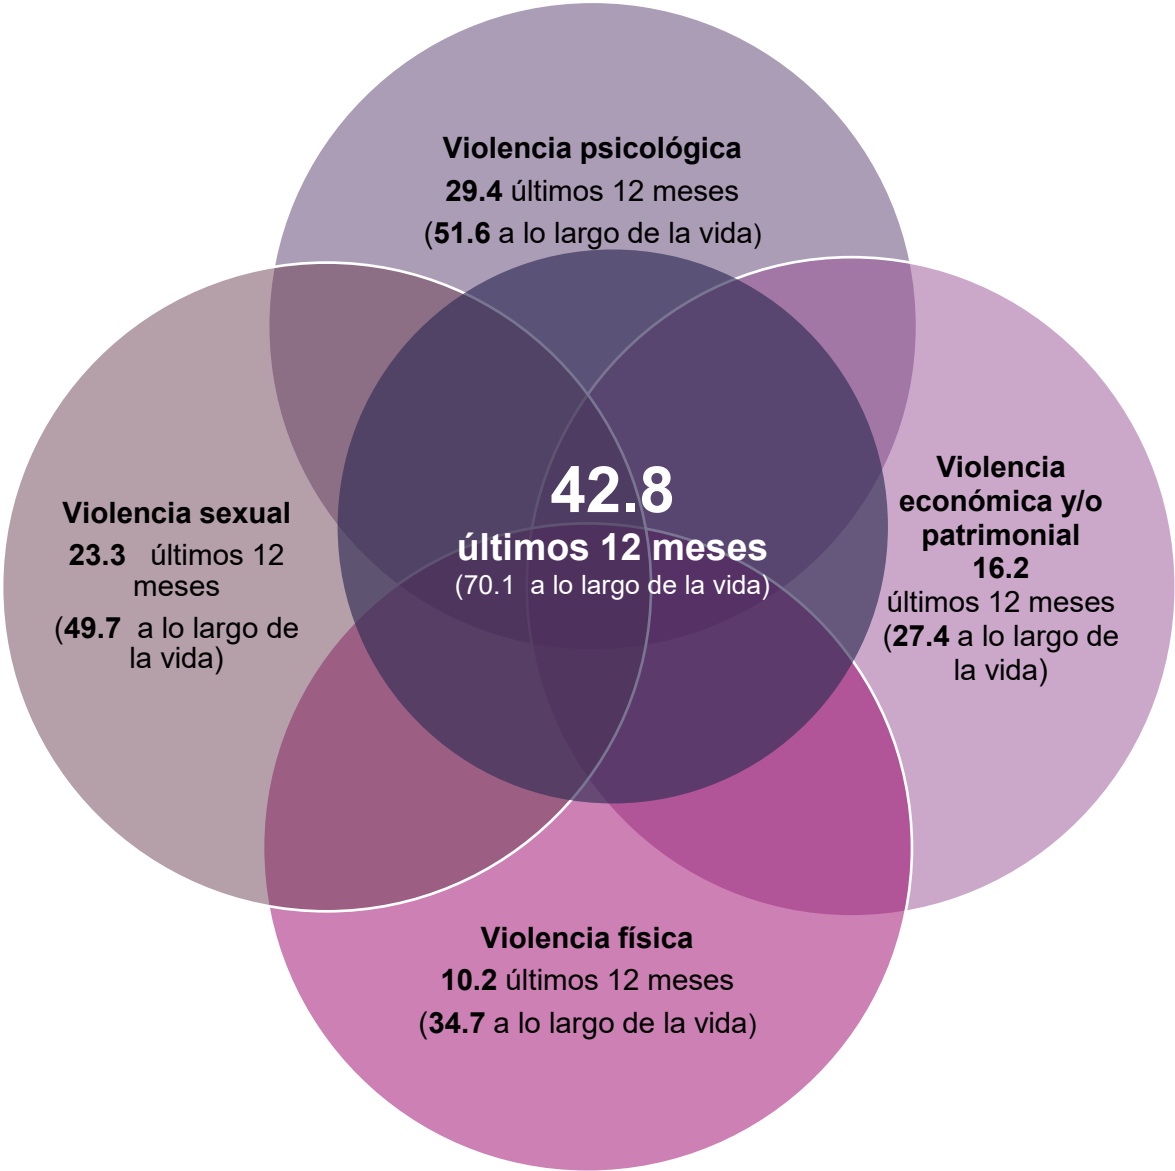 Violencia psicológica
29.4 últimos 12 meses
(51.6 a lo largo de la vida)
Violencia sexual
23.3 últimos 12
meses
(49.7 a lo largo de
la vida)
42.8
últimos 12 meses
(70.1 a lo largo de la vida)
Violencia
económica y/o
patrimonial
16.2
últimos 12 meses
(27.4 a lo largo de
la vida)
Violencia física
10.2 últimos 12 meses
(34.7 a lo largo de la vida)